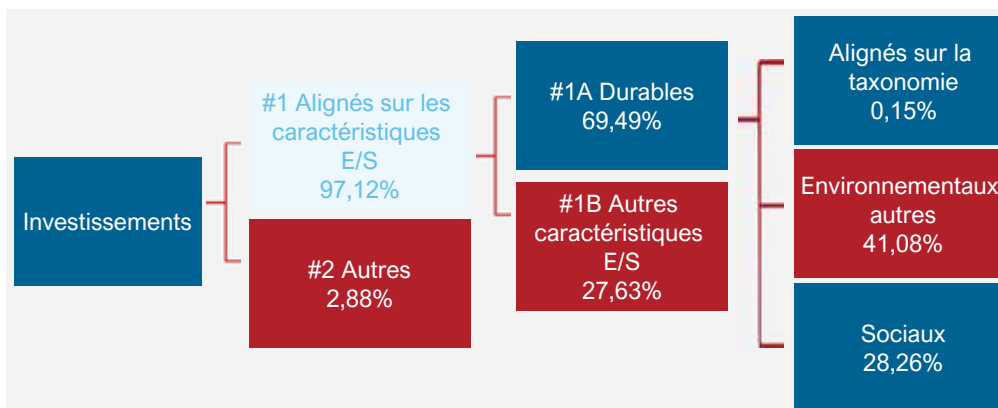 Investissements
#1 Alignés sur les
caractéristiques
E/S
97,12%
#2 Autres
2,88%
#1A Durables
69,49%
#1B Autres
caractéristiques
E/S
27,63%
Alignés sur la
taxonomie
0,15%
Environnementaux
autres
41,08%
Sociaux
28,26%